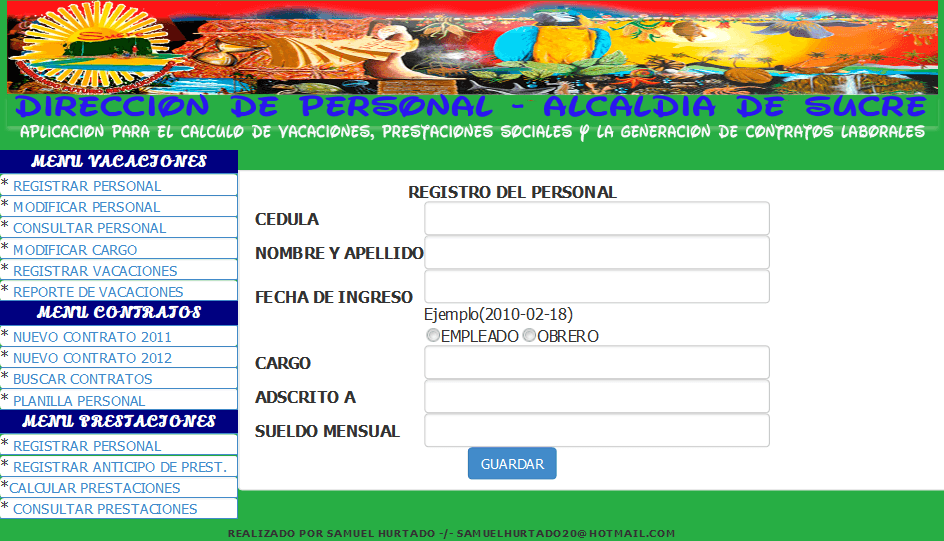 DIRECCION DE PERSONAL - ALCALDIA DE SUCRE
APLICACION PARA EL CALCULO DE VACACIONES, PRESTACIONES SOCIALES Y LA GENERACION DE CONTRATOS LABORALES
MENU VACACIONES
* REGISTRAR PERSONAL
* MODIFICAR PERSONAL
* CONSULTAR PERSONAL
* MODIFICAR CARGO
* REGISTRAR VACACIONES
* REPORTE DE VACACIONES
MENU CONTRATOS
* NUEVO CONTRATO 2011
* NUEVO CONTRATO 2012
* BUSCAR CONTRATOS
* PLANILLA PERSONAL
MENU PRESTACIONES
* REGISTRAR PERSONAL
* REGISTRAR ANTICIPO DE PREST.
*CALCULAR PRESTACIONES
* CONSULTAR PRESTACIONES
REGISTRO DEL PERSONAL
CEDULA
NOMBRE Y APELLIDO
FECHA DE INGRESO
Ejemplo(2010-02-18)
EMPLEADO OBRERO
CARGO
ADSCRITO A
SUELDO MENSUAL
GUARDAR
REALIZADO POR SAMUEL HURTADO -/- SAMUELHURTADO20@HOTMAIL.COM